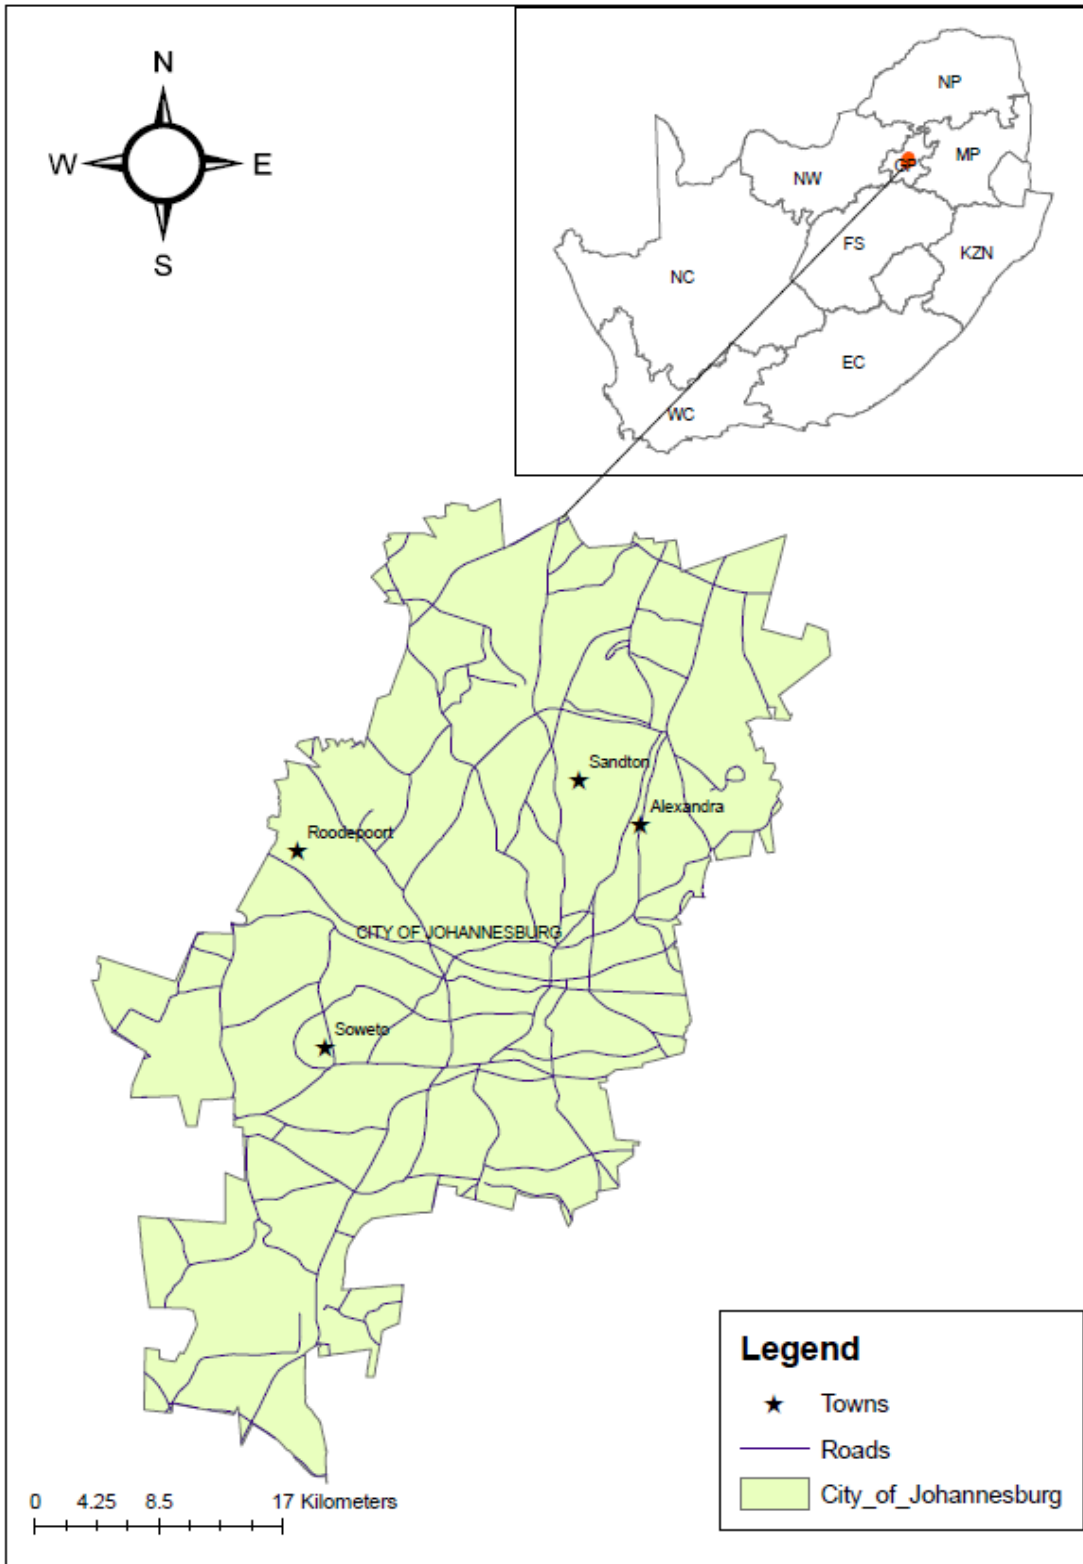 N
W E
S
NP
MP
GP
NW
FS
KZN
NC
EC
WC
Sandton
Alexandra
Roodepoort
CITY OF JOHANNESBURG
Soweto
Legend
Towns
Roads
City_of_Johannesburg
0 4.25 8.5 17 Kilometers